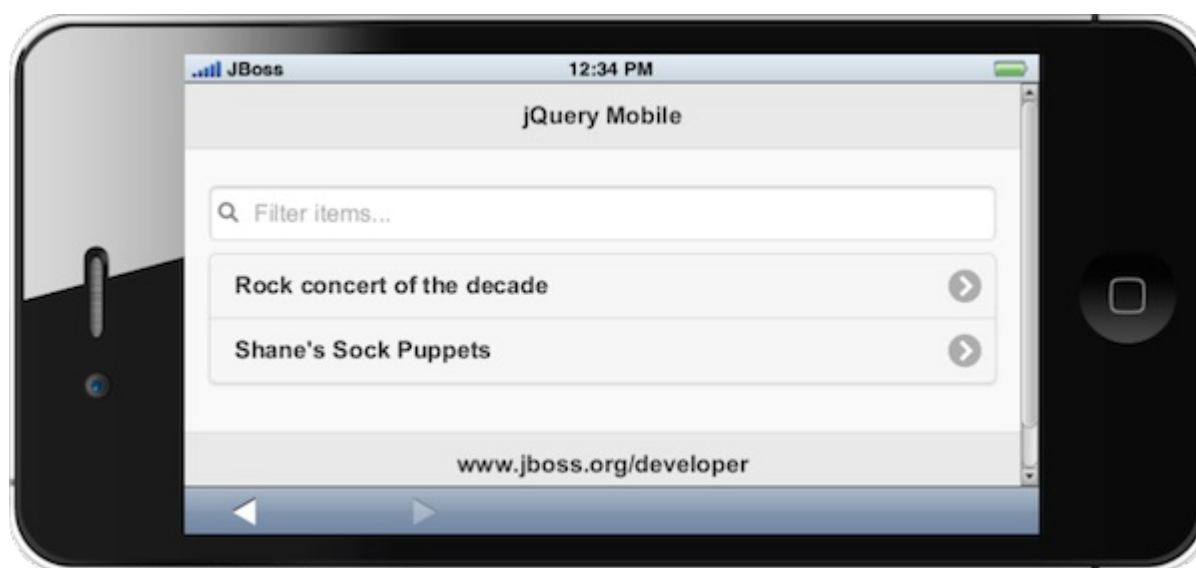 JBoss 12:34 PM
jQuery Mobile
Filter items...
Rock concert of the decade
Shane's Sock Puppets
www.jboss.org/developer